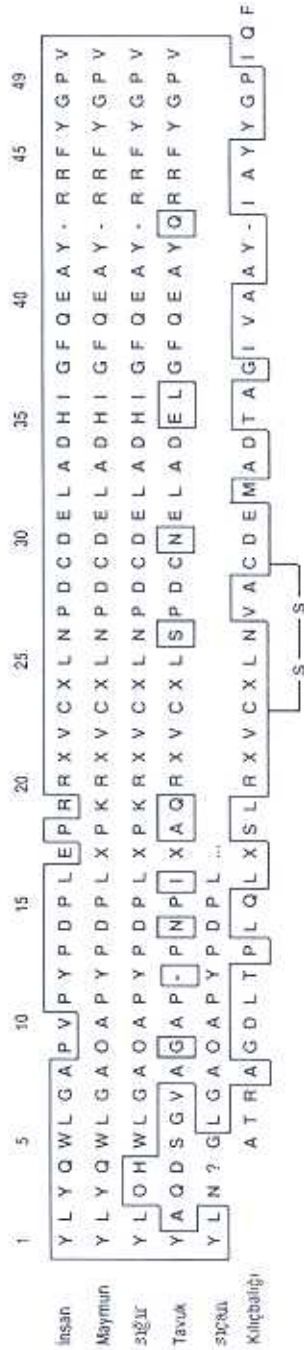 1 5 10 15 20 25 30 35 40 45 49
İnsan Y L Y Q W L G A P V P Y P D P L E P R R X V C X L N P D C D E L A D H I G F Q E A Y - R R F Y G P V
Maymun Y L Y Q W L G A O A P Y P D P L X P K R X V C X L N P D C D E L A D H I G F Q E A Y - R R F Y G P V
sığır Y L O H W L G A O A P Y P D P L X P K R X V C X L N P D C D E L A D H I G F Q E A Y - R R F Y G P V
Tavuk Y A Q D S G V A G A P - P N P I X A Q R X V C X L S P D C N E L A D E L G F Q E A Y Q R R F Y G P V
sıçan Y L N ? G L G A O A P Y P D P L ...
Kılıçbalığı A T R A G D L T P L Q L X S L R X V C X L N V A C D E M A D T A G I V A A Y - I A Y Y G P I Q F
S S